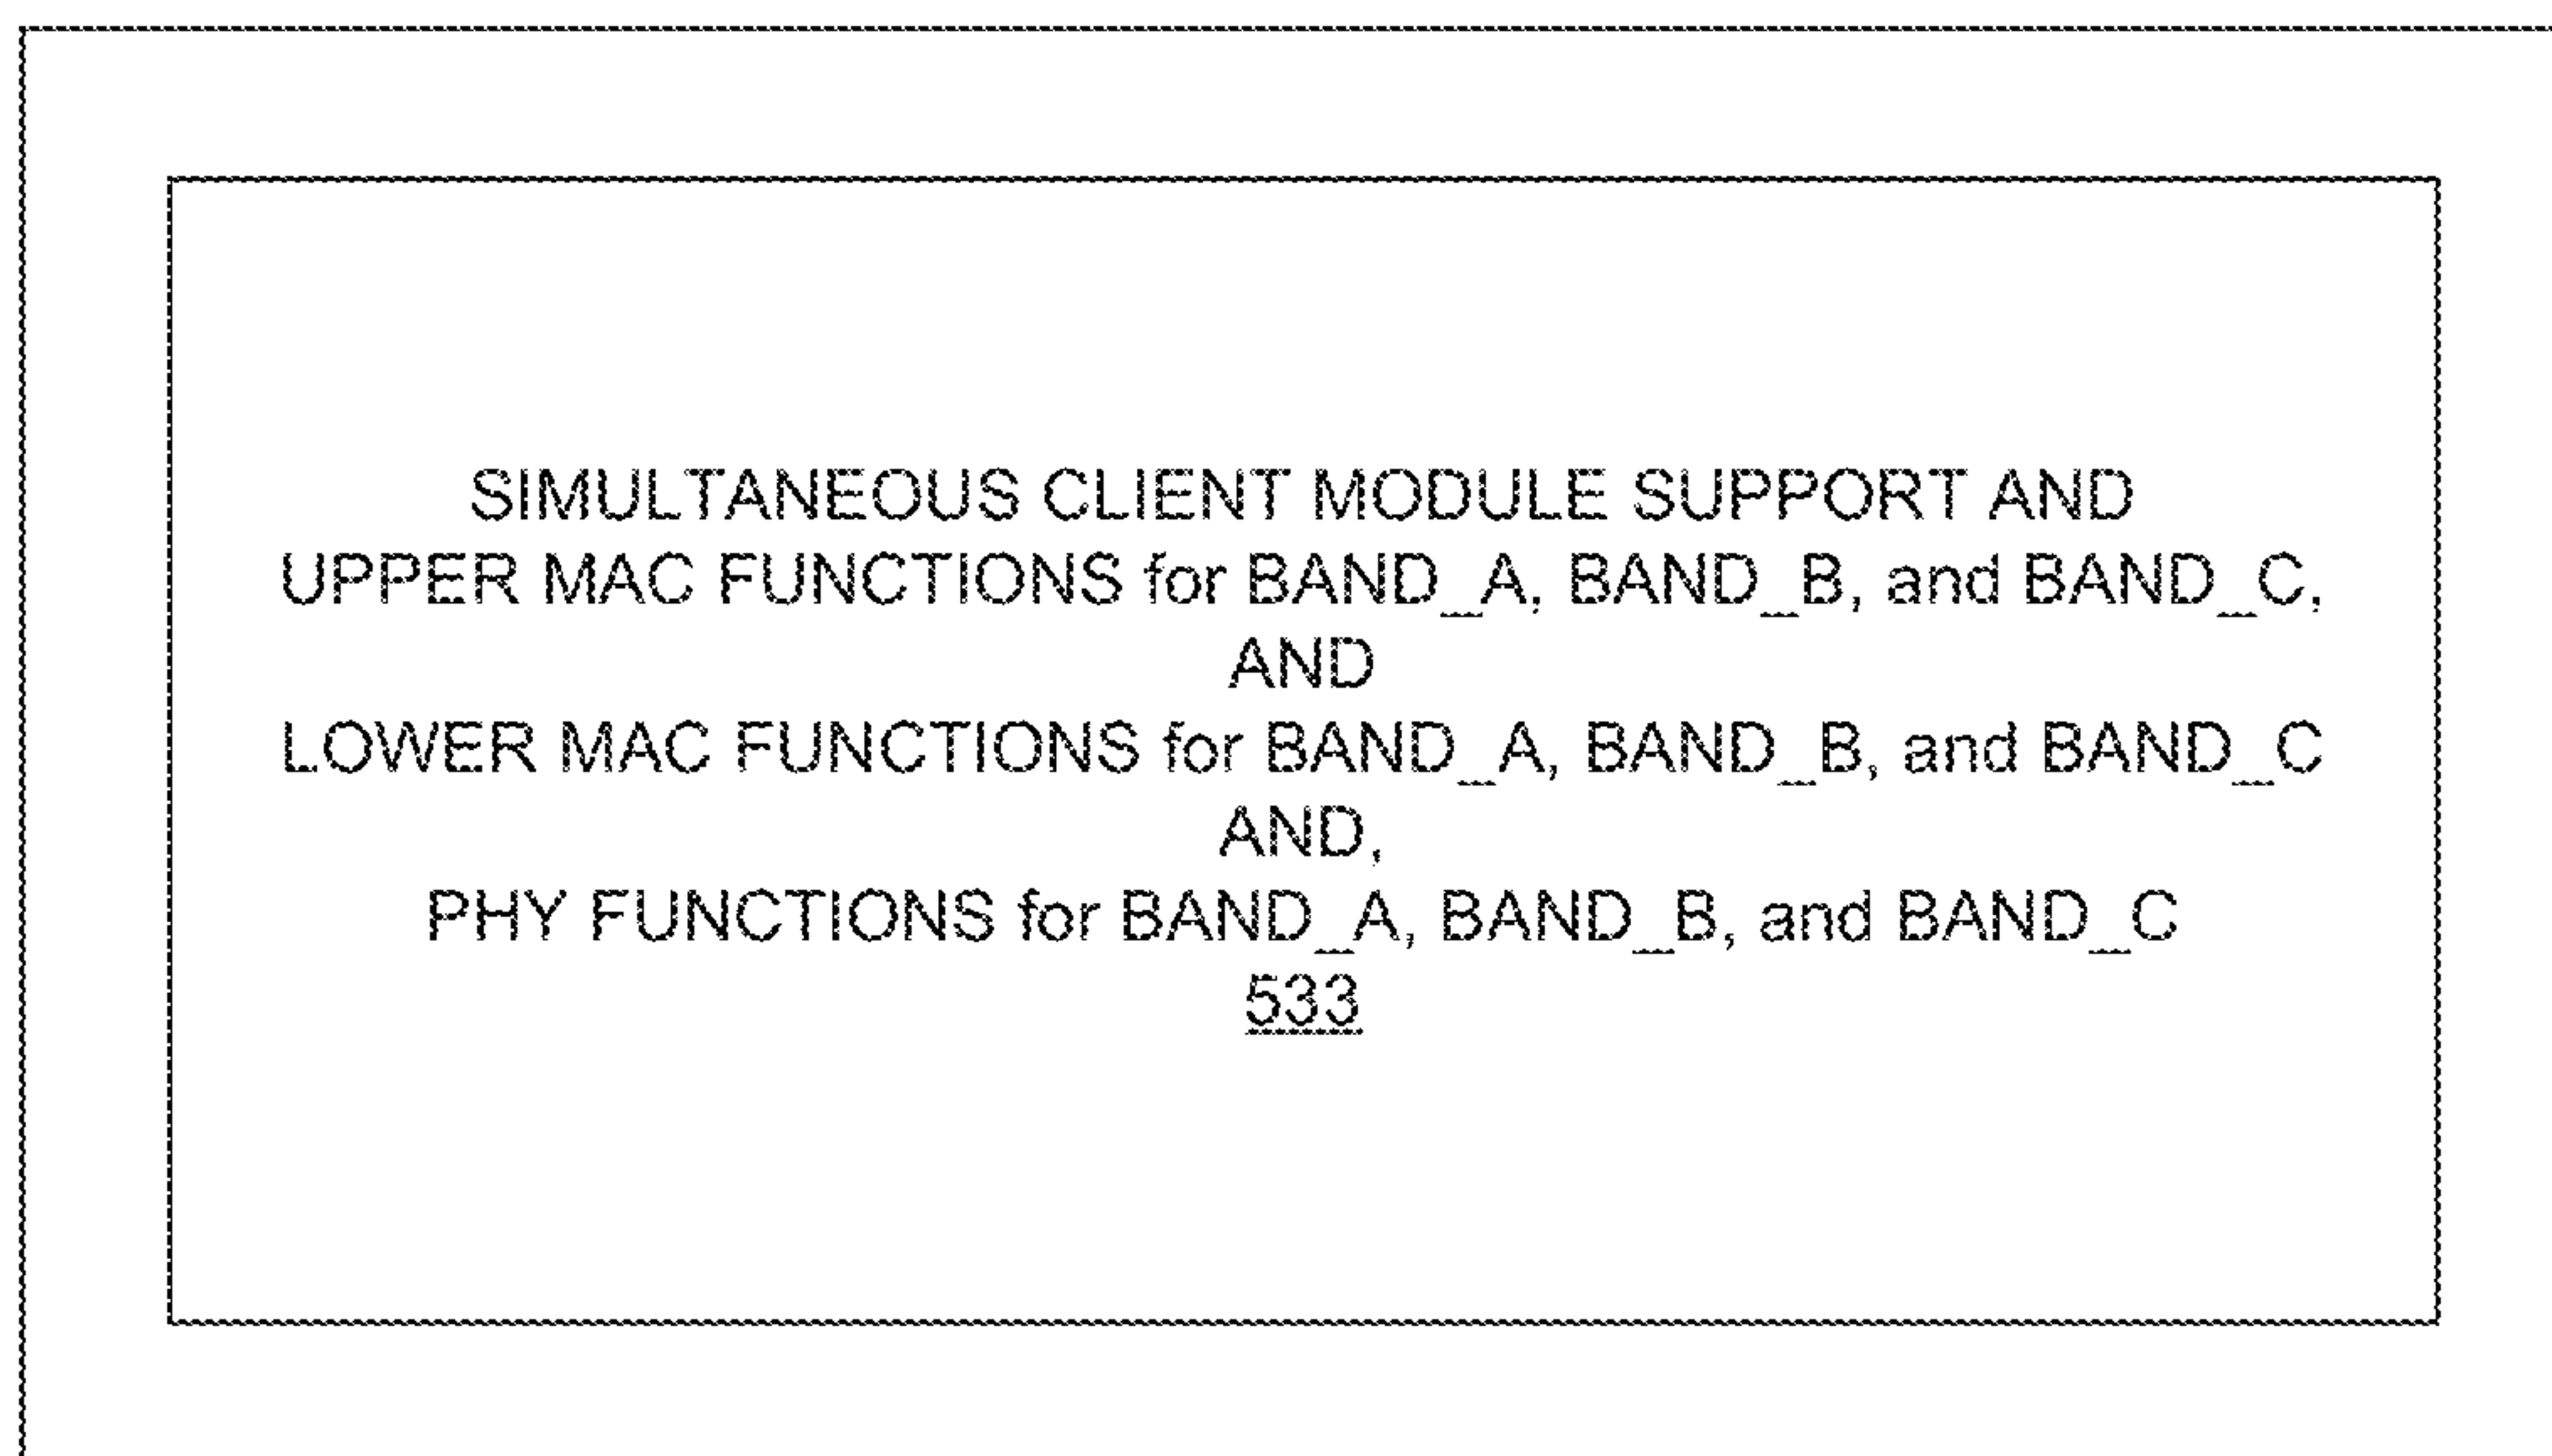 SIMULTANEOUS CLIENT MODULE SUPPORT AND
UPPER MAC FUNCTIONS for BAND_A, BAND_B, and BAND_C,
AND
LOWER MAC FUNCTIONS for BAND_A, BAND_B, and BAND_C
AND,
PHY FUNCTIONS for BAND_A, BAND_B, and BAND_C
533